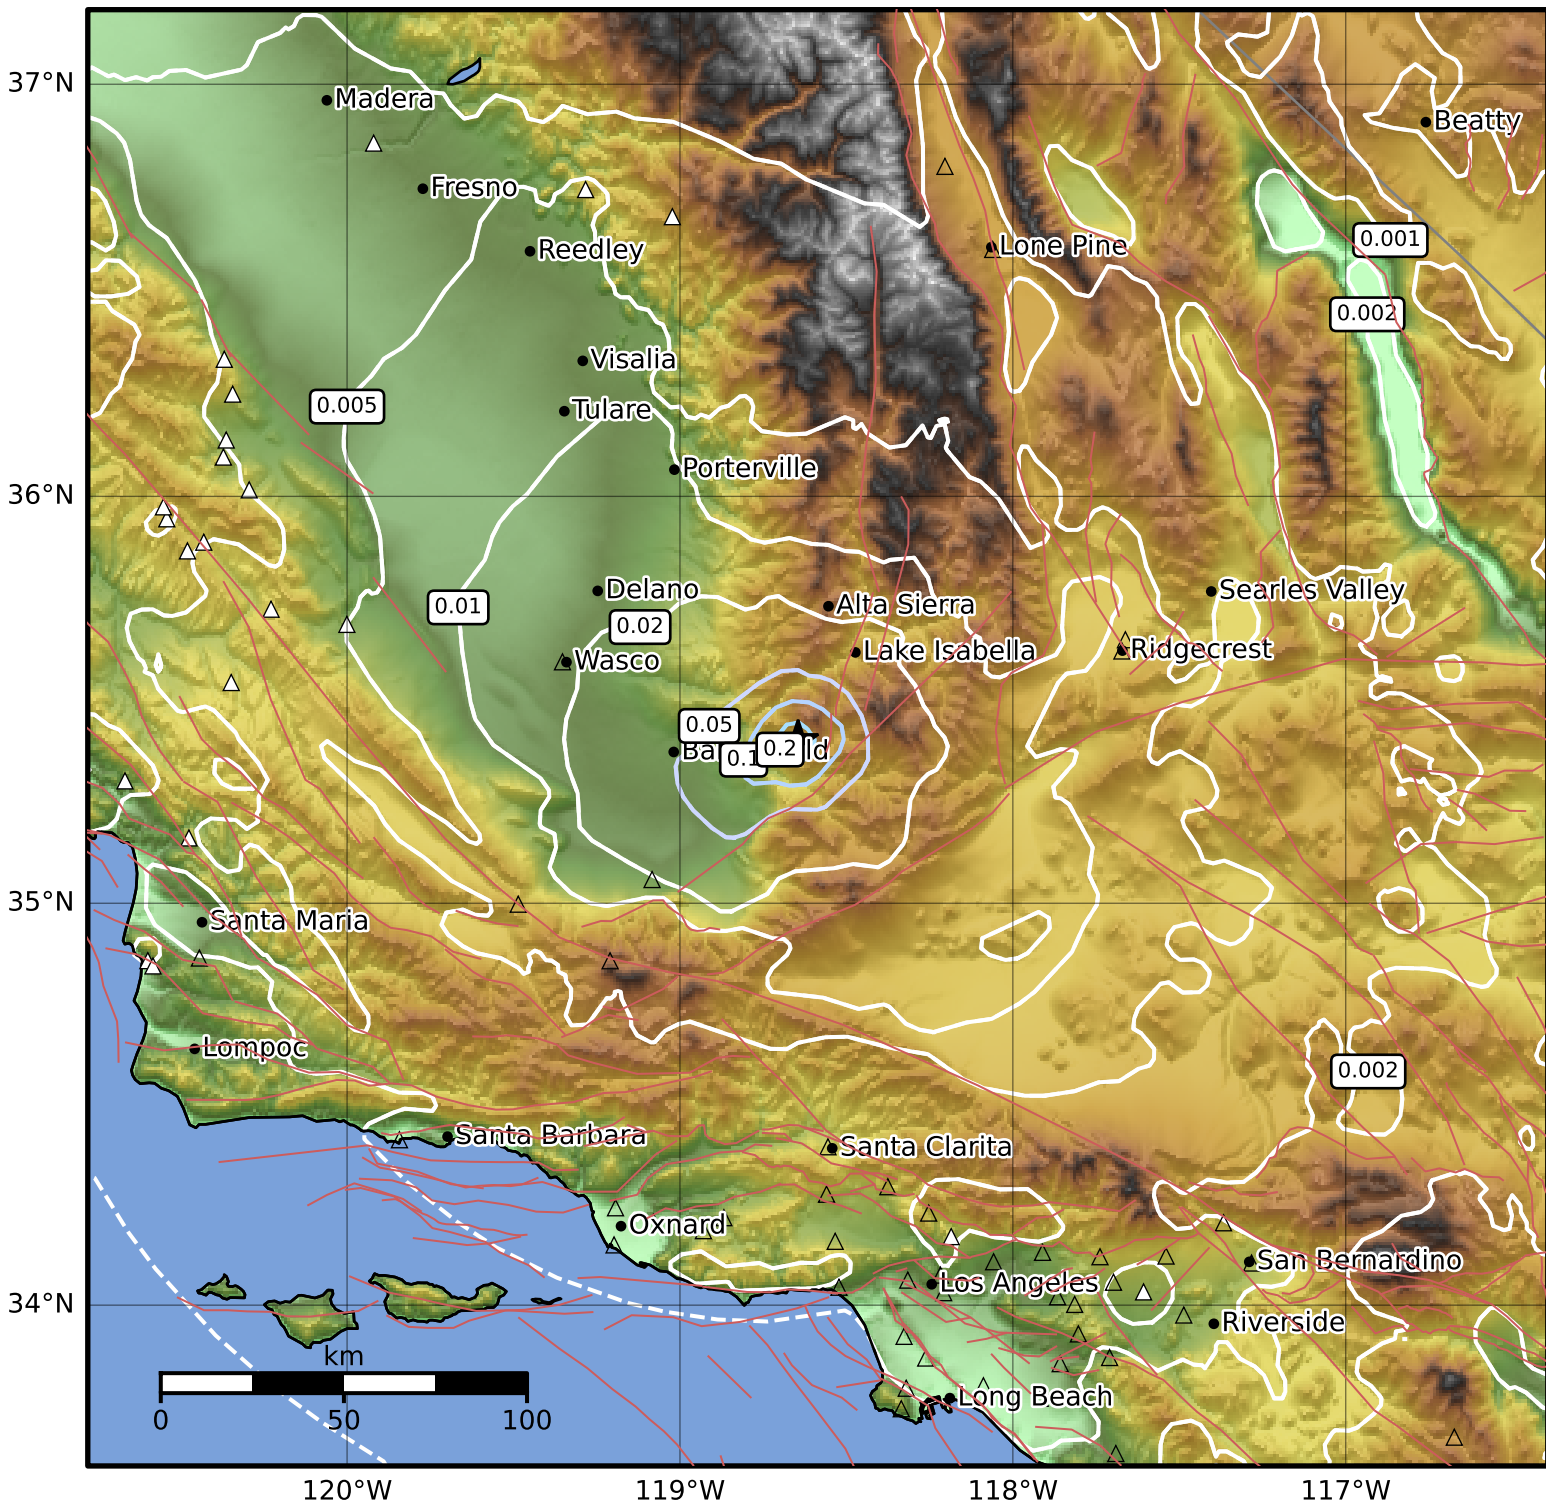 37°N
Madera
Beatty
Fresno
0.001
Reedley
Lone Pine
0.002
Visalia
0.005
Tulare
36°N
Porterville
Delano
Searles Valley
0.01
Alta Sierra
0.02
Lake Isabella
Ridgecrest
Wasco
0.05
0.2
0.1
35°N
Santa Maria
Lompoc
0.002
Santa Barbara
Santa Clarita
Oxnard
San Bernardino
Los Angeles
34°N
Riverside
km
Long Beach
0
50
100
120°W
119°W
118°W
117°W